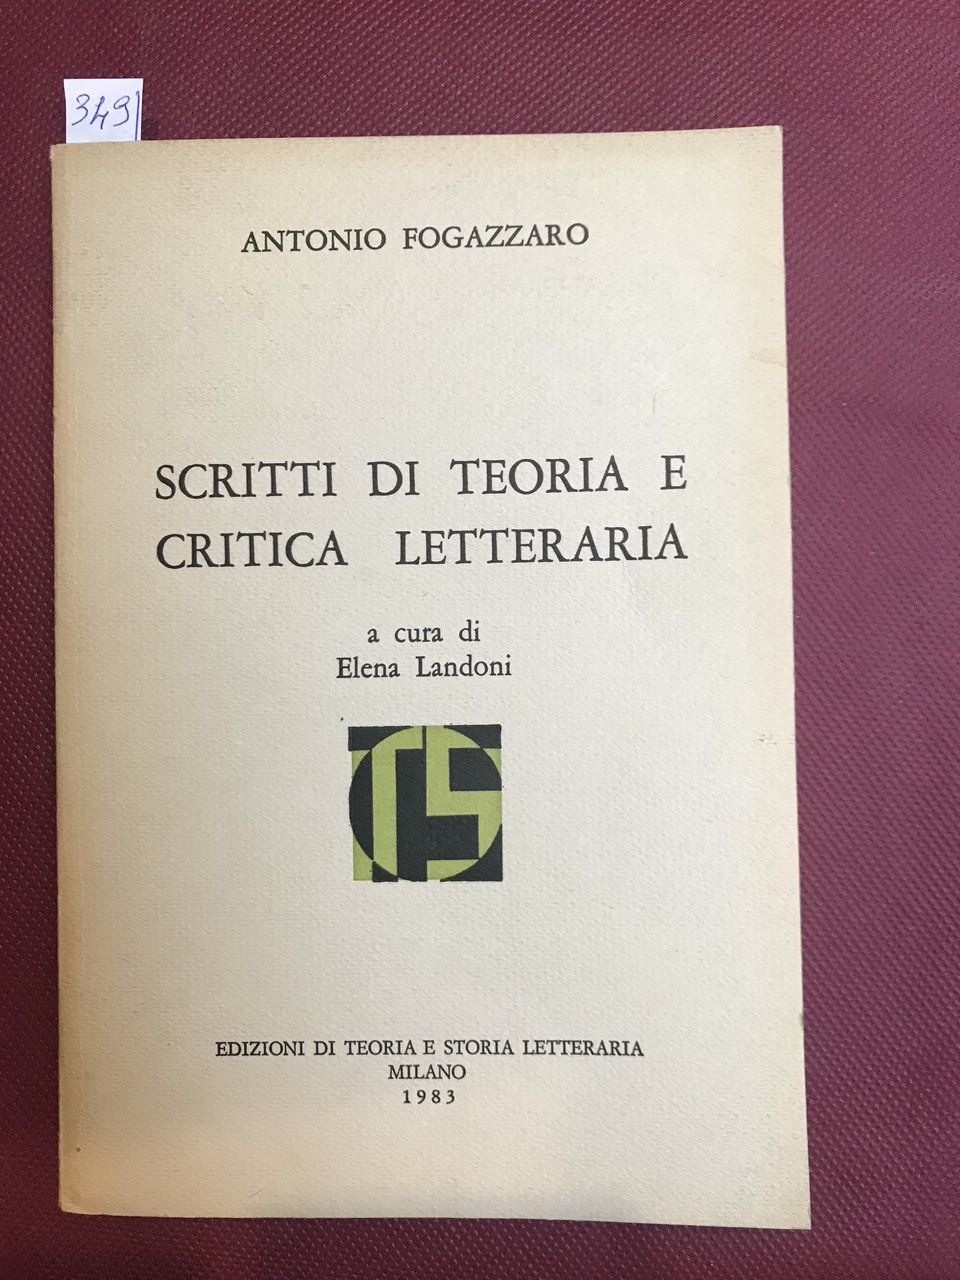 349
ANTONIO FOGAZZARO
SCRITTI DI TEORIA E
CRITICA LETTERARIA
a cura di
Elena Landoni
TS
EDIZIONI DI TEORIA E STORIA LETTERARIA
MILANO
1983